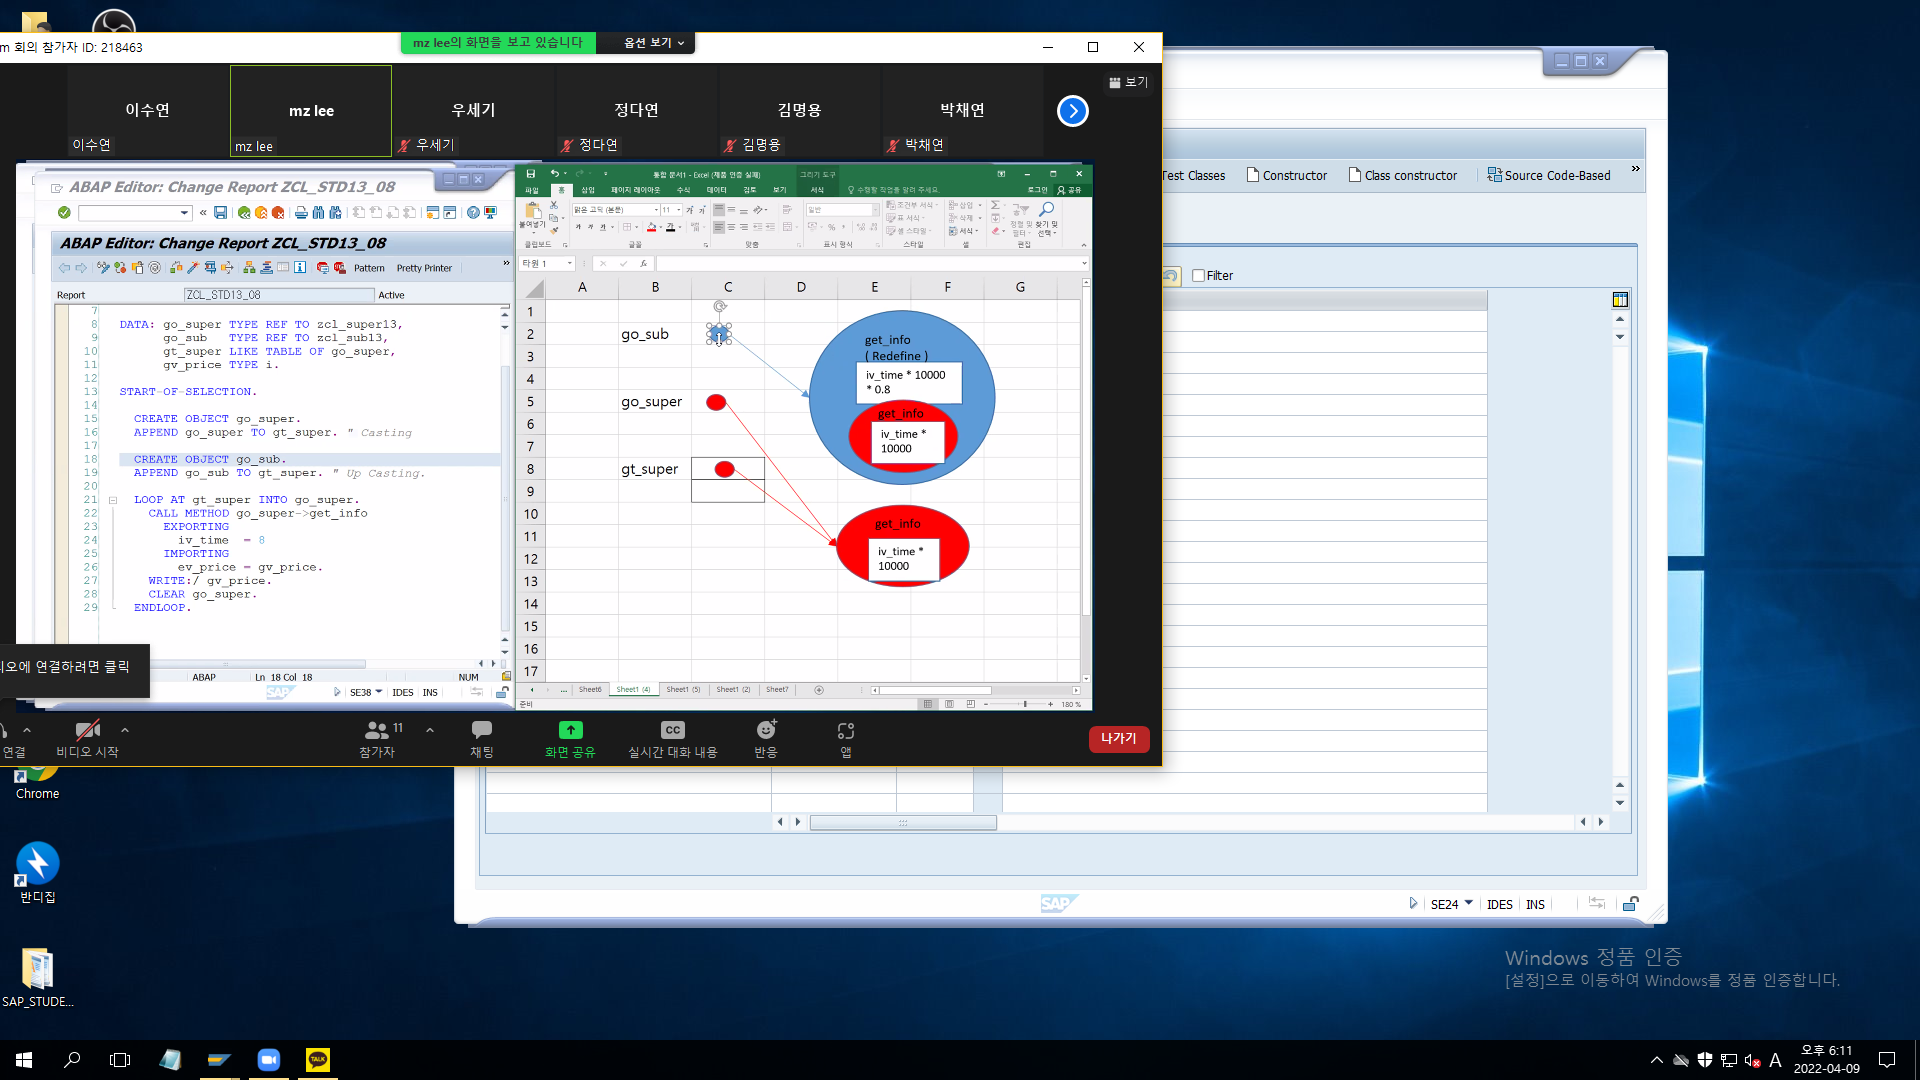 m 회의 참가자 ID: 218463
mz lee의 화면을 보고 있습니다
옵션 보기
보기
이수연
mz lee
우세기
정다연
김명용
박채연
이수연
mz lee
우세기
정다연
김명용
박채연
ABAP Editor: Change Report ZCL_STD13_08
ABAP Editor: Change Report ZCL_STD13_08
Pattern
Pretty Printer
Report
ZCL_STD13_08
Active
7
8 DATA: go_super TYPE REF TO zcl_super13,
9 go_sub TYPE REF TO zcl_sub13,
10 gt_super LIKE TABLE OF go_super,
11 gv_price TYPE i.
12
13 START-OF-SELECTION.
14
15 CREATE OBJECT go_super.
16 APPEND go_super TO gt_super. " Casting
17
18 CREATE OBJECT go_sub.
19 APPEND go_sub TO gt_super. " Up Casting.
20
21 LOOP AT gt_super INTO go_super.
22 CALL METHOD go_super->get_info
23 EXPORTING
24 iv_time = 8
25 IMPORTING
26 ev_price = gv_price.
27 WRITE:/ gv_price.
28 CLEAR go_super.
29 ENDLOOP.
ABAP
Ln 18 Col 18
NUM
SAP
SE38
IDES
INS
통합 문서1 - Excel (제품 인증 실패)
그리기 도구
파일
홈
삽입
페이지 레이아웃
수식
데이터
검토
보기
서식
수행할 작업을 알려 주세요.
로그인
공유
붙여넣기
맑은 고딕 (본문)
11
일반
조건부 서식
표 서식
셀 스타일
삽입
삭제
서식
정렬 및 필터
찾기 및 선택
클립보드
글꼴
맞춤
표시 형식
스타일
셀
편집
타원 1
fx
A B C D E F G
1
2
3
4
5
6
7
8
9
10
11
12
13
14
15
16
17
go_sub
go_super
gt_super
get_info
( Redefine )
iv_time * 10000
* 0.8
get_info
iv_time *
10000
get_info
iv_time *
10000
...
Sheet6
Sheet1 (4)
Sheet1 (5)
Sheet1 (2)
Sheet7
준비
180 %
디오에 연결하려면 클릭
연결
비디오 시작
11
참가자
채팅
화면 공유
CC
실시간 대화 내용
반응
앱
나가기
Test Classes
Constructor
Class constructor
Source Code-Based
Filter
SAP
SE24
IDES
INS
Chrome
반디집
SAP_STUDE...
Windows 정품 인증
[설정]으로 이동하여 Windows를 정품 인증합니다.
TALK
A
오후 6:11
2022-04-09